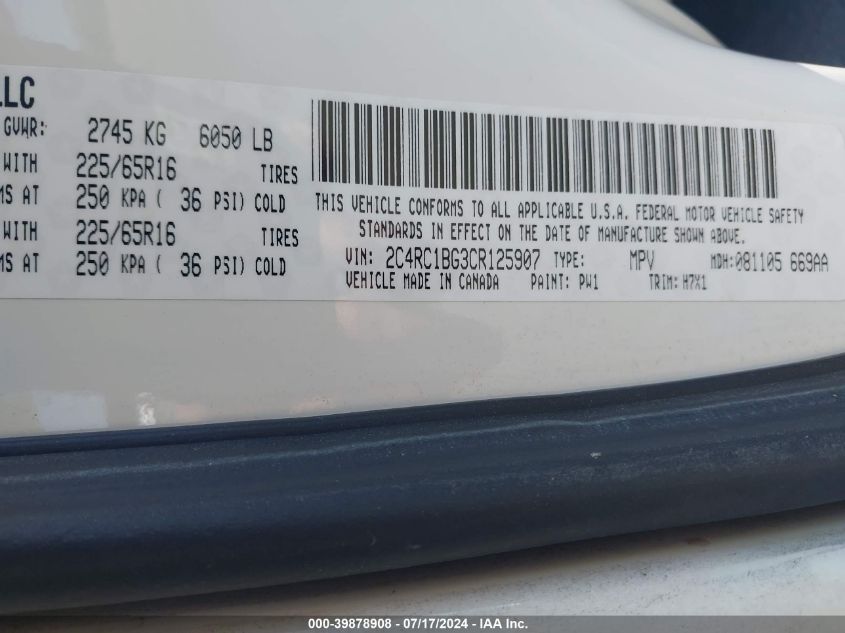 LLC
GVWR: 2745 KG 6050 LB
WITH 225/65R16 TIRES
MS AT 250 KPA ( 36 PSI) COLD
WITH 225/65R16 TIRES
MS AT 250 KPA ( 36 PSI) COLD
THIS VEHICLE CONFORMS TO ALL APPLICABLE U.S.A. FEDERAL MOTOR VEHICLE SAFETY
STANDARDS IN EFFECT ON THE DATE OF MANUFACTURE SHOWN ABOVE.
VIN: 2C4RC1BG3CR125907 TYPE: MPV MDH:081105 669AA
VEHICLE MADE IN CANADA PAINT: PW1 TRIM: H7X1
000-39878908 - 07/17/2024 - IAAI.com